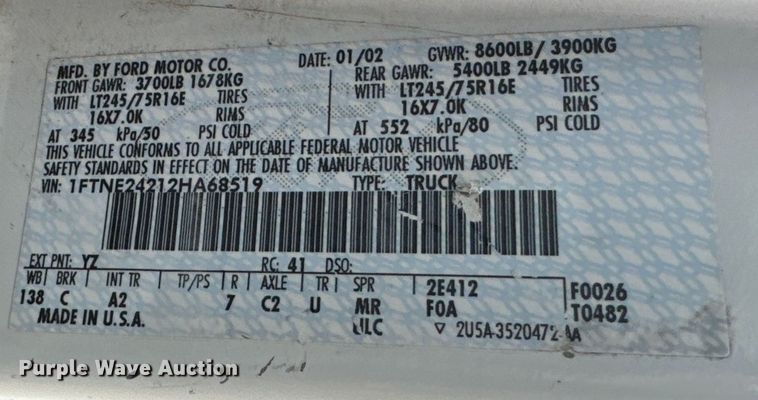 MFD. BY FORD MOTOR CO. DATE: 01/02 GVWR: 8600LB/ 3900KG
FRONT GAWR: 3700LB 1678KG REAR GAWR: 5400LB 2449KG
WITH LT245/75R16E TIRES WITH LT245/75R16E TIRES
16X7.0K RIMS 16X7.0K RIMS
AT 345 kPa/50 PSI COLD AT 552 kPa/80 PSI COLD
THIS VEHICLE CONFORMS TO ALL APPLICABLE FEDERAL MOTOR VEHICLE
SAFETY STANDARDS IN EFFECT ON THE DATE OF MANUFACTURE SHOWN ABOVE.
VIN: 1FTNE24212HA68519 TYPE: TRUCK
EXT PNT: YZ RC: 41 DSO:
WB BRK INT TR TP/PS R AXLE TR SPR 2E412 F0026
138 C A2 7 C2 U MR F0A T0482
MADE IN U.S.A. ULC ▽ 2U5A-3520472-AA
Purple Wave Auction